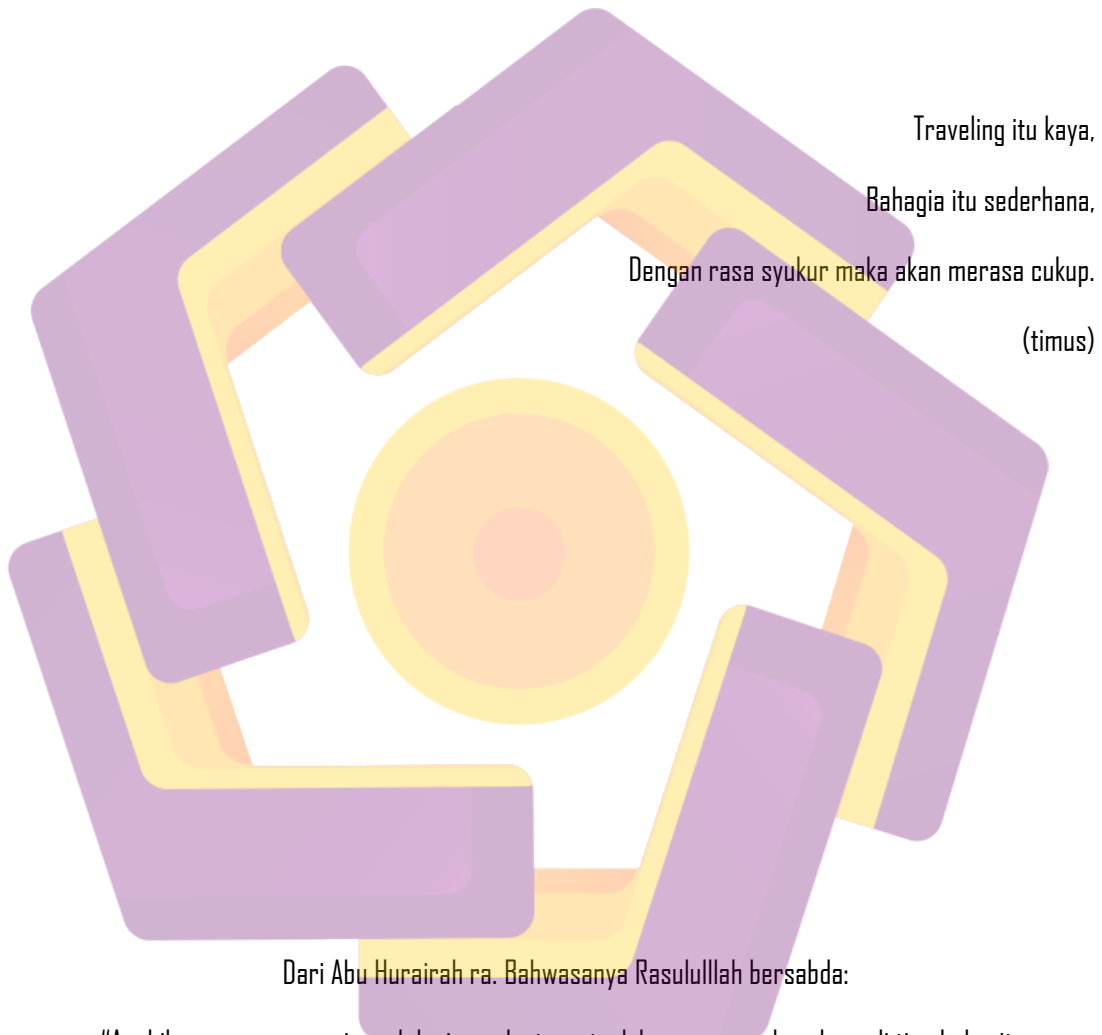 Traveling itu kaya,
Bahagia itu sederhana,
Dengan rasa syukur maka akan merasa cukup.
(timus)
Dari Abu Hurairah ra. Bahwasanya Rasululllah bersabda: